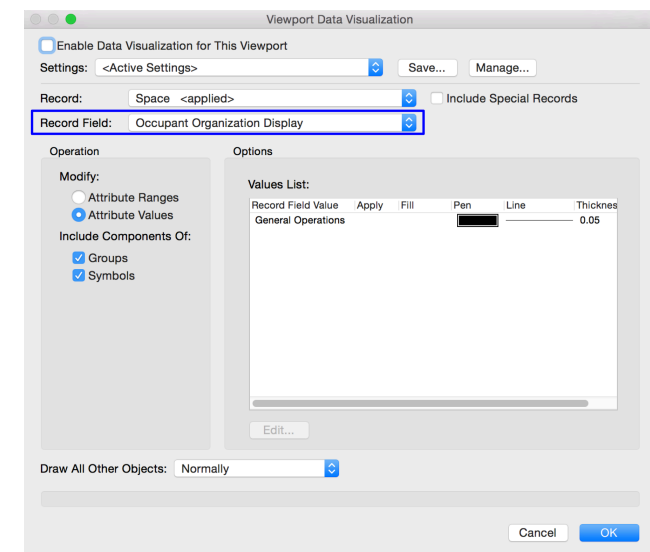 Viewport Data Visualization
Enable Data Visualization for This Viewport
Settings: <Active Settings> Save... Manage...
Record: Space <applied> Include Special Records
Record Field: Occupant Organization Display
Operation
Options
Modify:
Attribute Ranges
Attribute Values
Include Components Of:
Groups
Symbols
Values List:
Record Field Value Apply Fill Pen Line Thicknes
General Operations 0.05
Edit...
Draw All Other Objects: Normally
Cancel OK